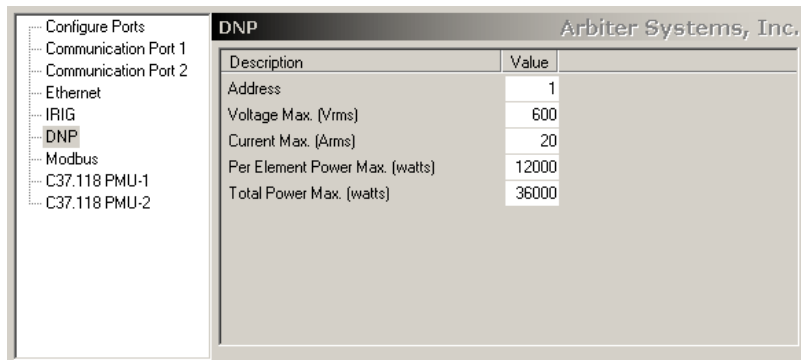 Configure Ports
Communication Port 1
Communication Port 2
Ethernet
IRIG
DNP
Modbus
C37.118 PMU-1
C37.118 PMU-2
DNP Arbiter Systems, Inc.
Description Value
Address 1
Voltage Max. (Vrms) 600
Current Max. (Arms) 20
Per Element Power Max. (watts) 12000
Total Power Max. (watts) 36000